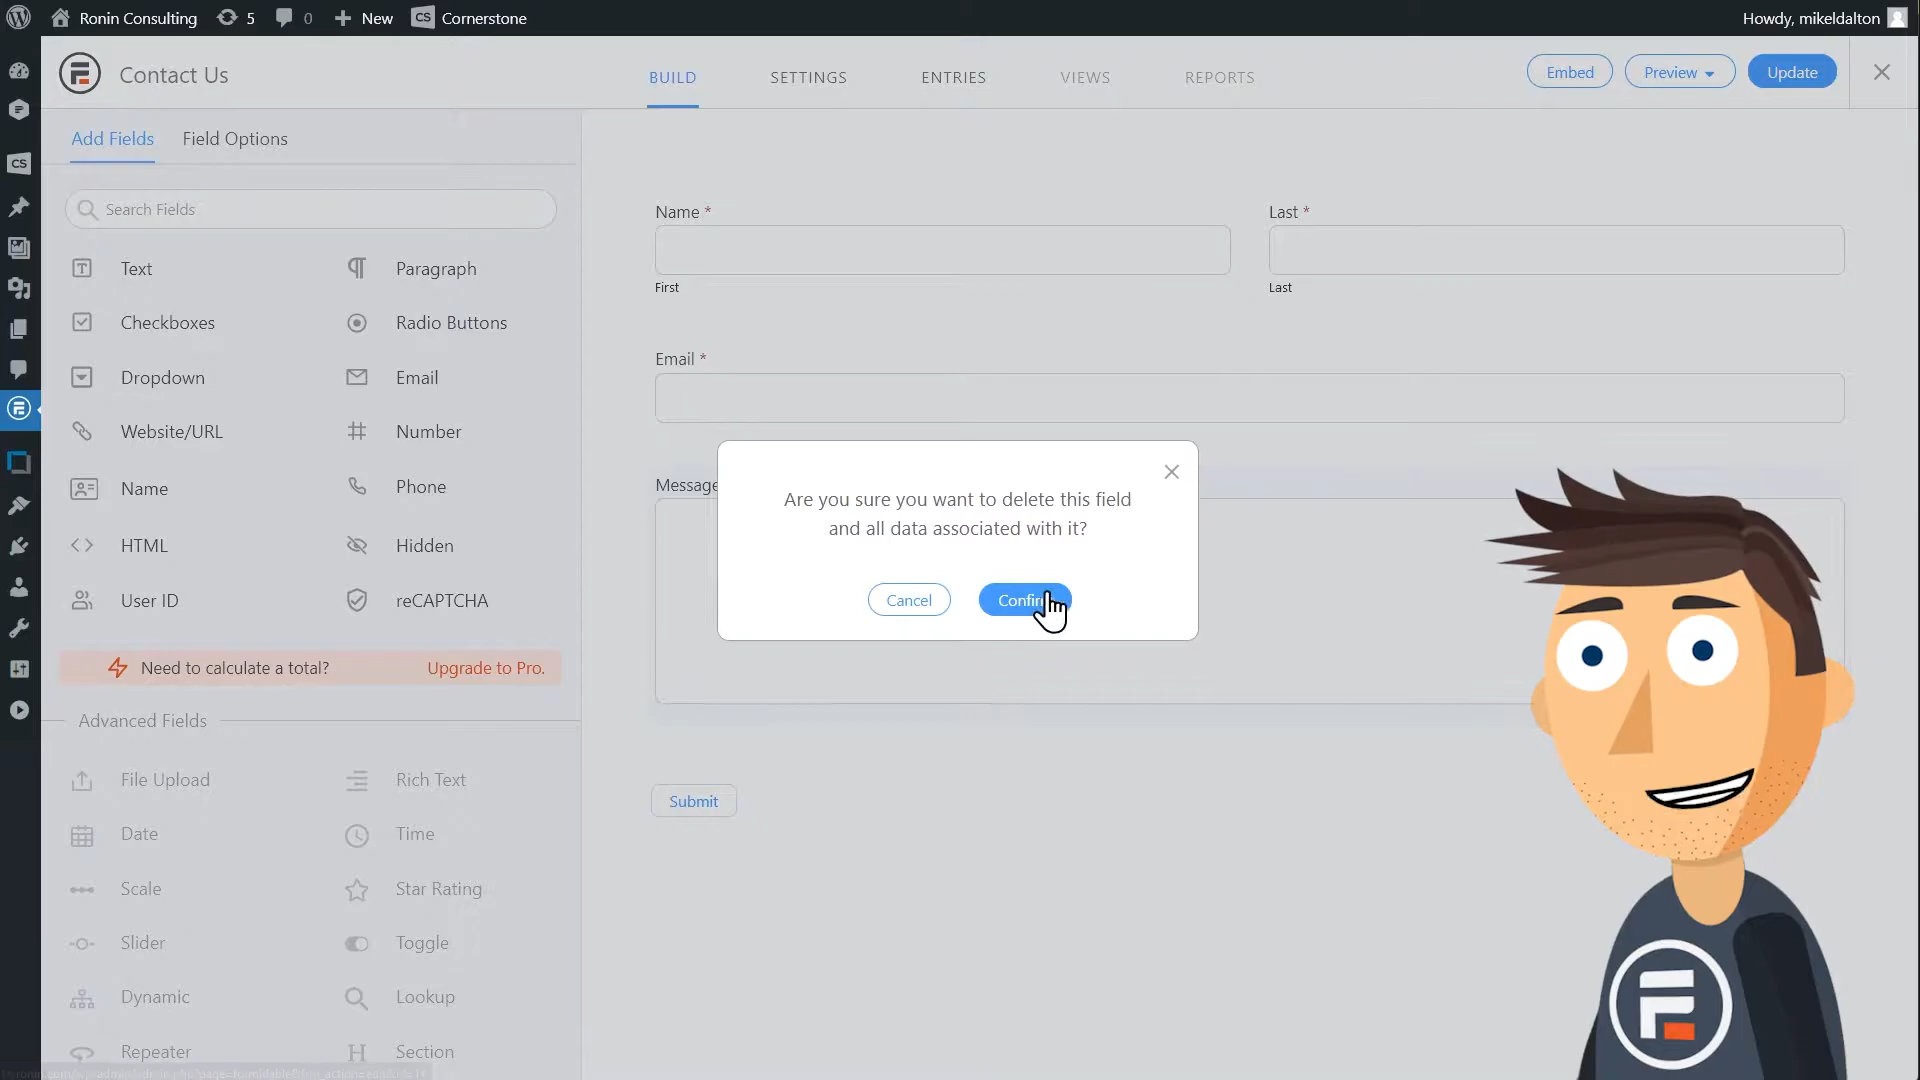 Ronin Consulting
5
0
New
CS
Cornerstone
Howdy, mikeldalton
Contact Us
BUILD
SETTINGS
ENTRIES
VIEWS
REPORTS
Embed
Preview
Update
CS
Add Fields
Field Options
Search Fields
Text
Paragraph
Checkboxes
Radio Buttons
Dropdown
Email
Website/URL
Number
Name
Phone
HTML
Hidden
User ID
reCAPTCHA
Need to calculate a total?
Upgrade to Pro.
Advanced Fields
File Upload
Rich Text
Date
Time
Scale
Star Rating
Slider
Toggle
Dynamic
Lookup
Repeater
Section
Name *
Last *
First
Last
Email *
Message
Are you sure you want to delete this field
and all data associated with it?
Cancel
Confir
Submit